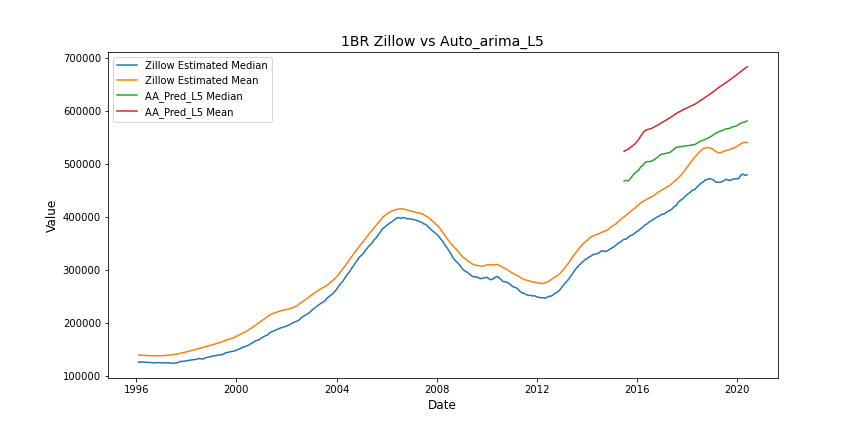 1BR Zillow vs Auto_arima_L5
700000
600000
500000
400000
300000
200000
100000
Value
Zillow Estimated Median
Zillow Estimated Mean
AA_Pred_L5 Median
AA_Pred_L5 Mean
1996 2000 2004 2008 2012 2016 2020
Date